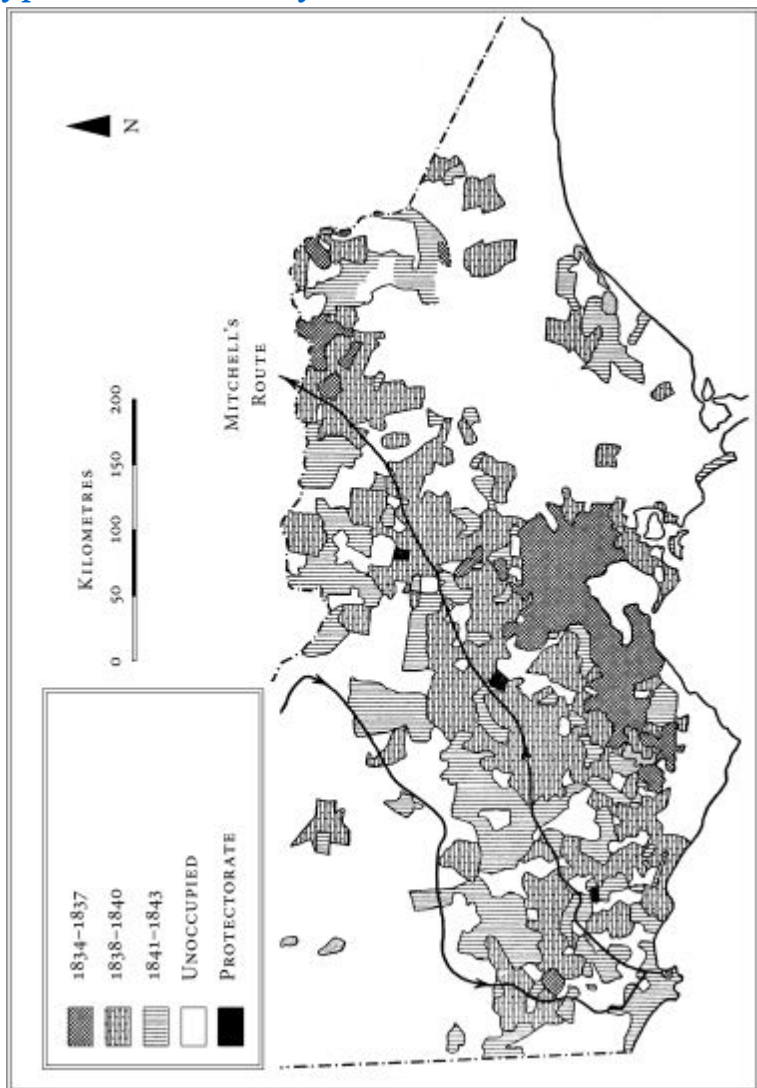 N
MITCHELL'S
ROUTE
KILOMETRES
0 50 100 150 200
1834–1837
1838–1840
1841–1843
UNOCCUPIED
PROTECTORATE